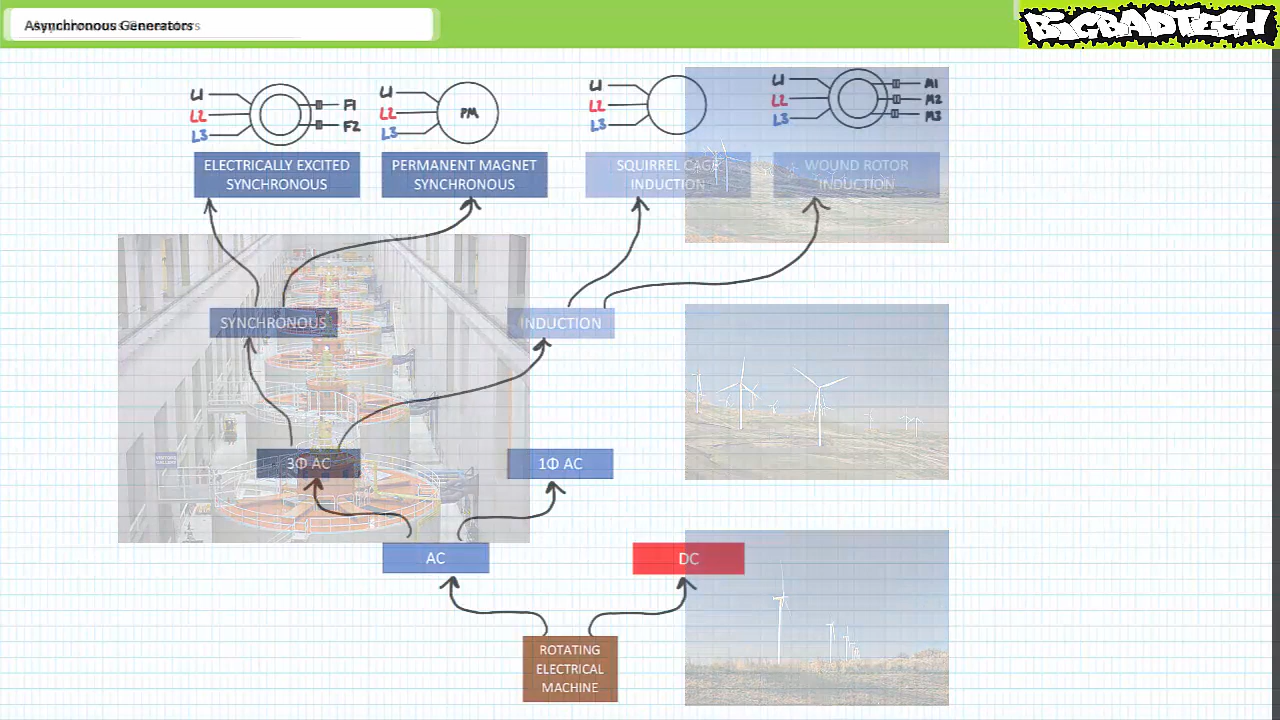 Asynchronous Generators
BIGBADTECH
L1
L2
L3
F1
F2
L1
L2
L3
PM
L1
L2
L3
L1
L2
L3
M1
M2
M3
ELECTRICALLY EXCITED
SYNCHRONOUS
PERMANENT MAGNET
SYNCHRONOUS
SQUIRREL CAGE
INDUCTION
WOUND ROTOR
INDUCTION
SYNCHRONOUS
INDUCTION
3Φ AC
1Φ AC
AC
DC
ROTATING
ELECTRICAL
MACHINE